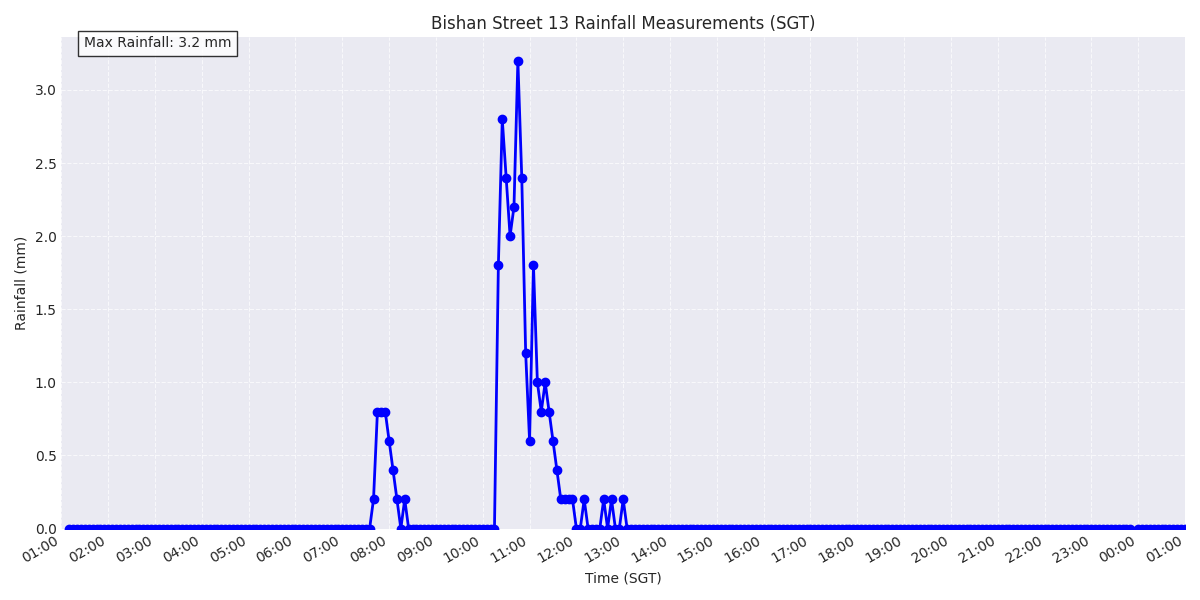 Bishan Street 13 Rainfall Measurements (SGT)
Max Rainfall: 3.2 mm
3.0
2.5
2.0
1.5
1.0
0.5
0.0
Rainfall (mm)
01:00 02:00 03:00 04:00 05:00 06:00 07:00 08:00 09:00 10:00 11:00 12:00 13:00 14:00 15:00 16:00 17:00 18:00 19:00 20:00 21:00 22:00 23:00 00:00 01:00
Time (SGT)